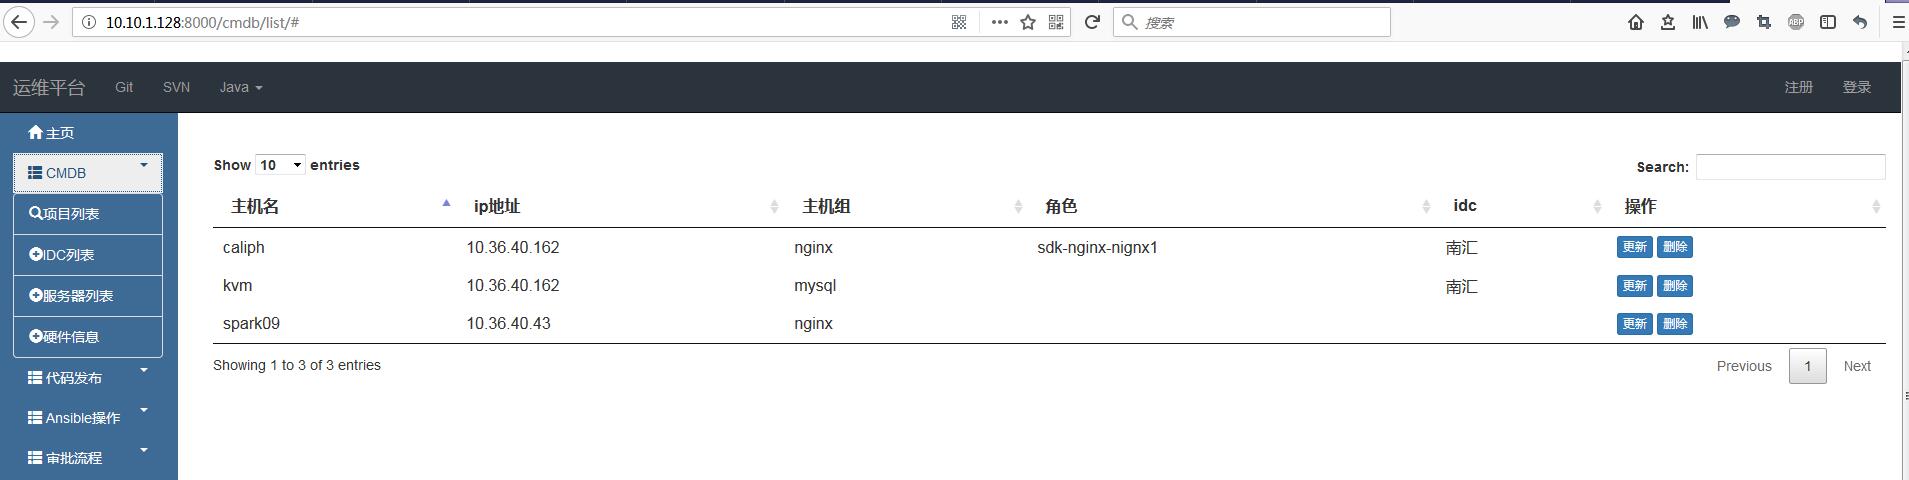 10.10.1.128:8000/cmdb/list/#
搜索
ABP
运维平台 Git SVN Java 注册 登录
主页
CMDB
项目列表
IDC列表
服务器列表
硬件信息
代码发布
Ansible操作
审批流程
Show 10 entries Search:
主机名 ip地址 主机组 角色 idc 操作
caliph 10.36.40.162 nginx sdk-nginx-nignx1 南汇 更新 删除
kvm 10.36.40.162 mysql 南汇 更新 删除
spark09 10.36.40.43 nginx 更新 删除
Showing 1 to 3 of 3 entries Previous 1 Next